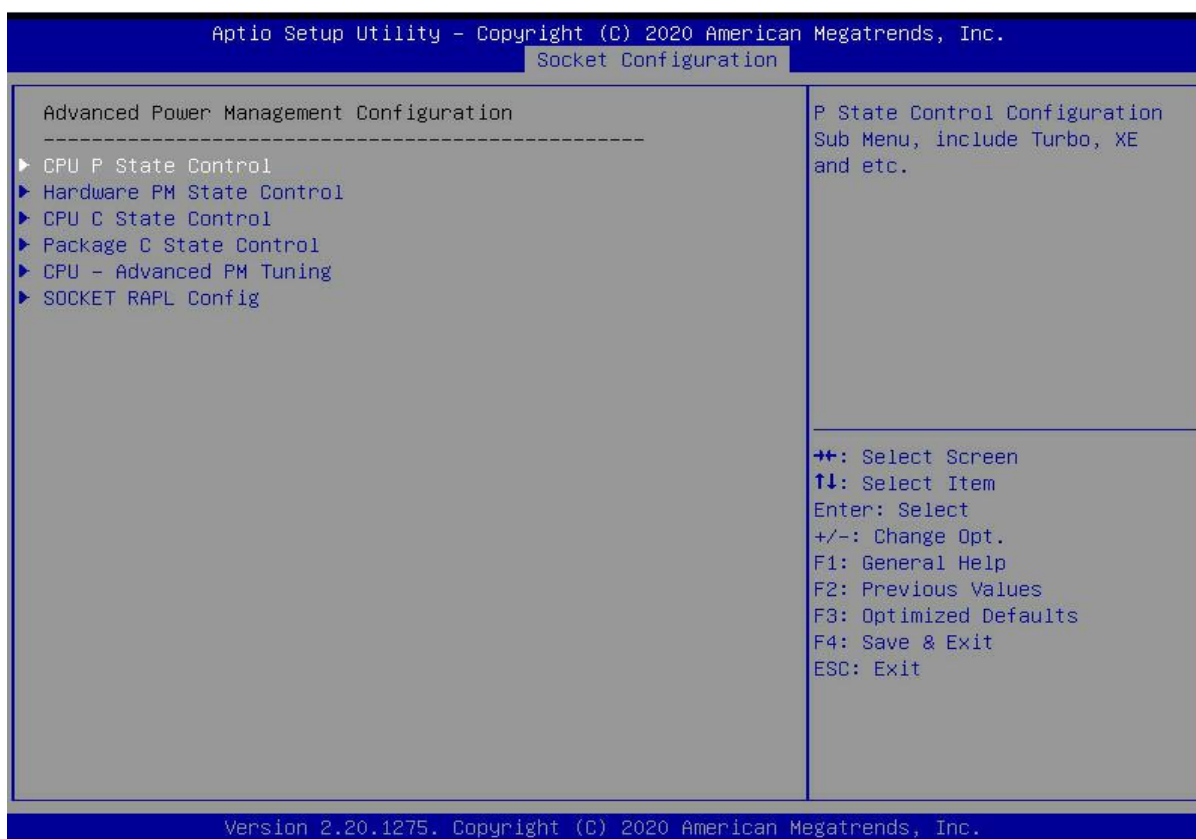 Aptio Setup Utility – Copyright (C) 2020 American Megatrends, Inc.
Socket Configuration
Advanced Power Management Configuration
--------------------------------------------------
▶ CPU P State Control
▶ Hardware PM State Control
▶ CPU C State Control
▶ Package C State Control
▶ CPU – Advanced PM Tuning
▶ SOCKET RAPL Config
P State Control Configuration
Sub Menu, include Turbo, XE
and etc.
→←: Select Screen
↑↓: Select Item
Enter: Select
+/-: Change Opt.
F1: General Help
F2: Previous Values
F3: Optimized Defaults
F4: Save & Exit
ESC: Exit
Version 2.20.1275. Copyright (C) 2020 American Megatrends, Inc.